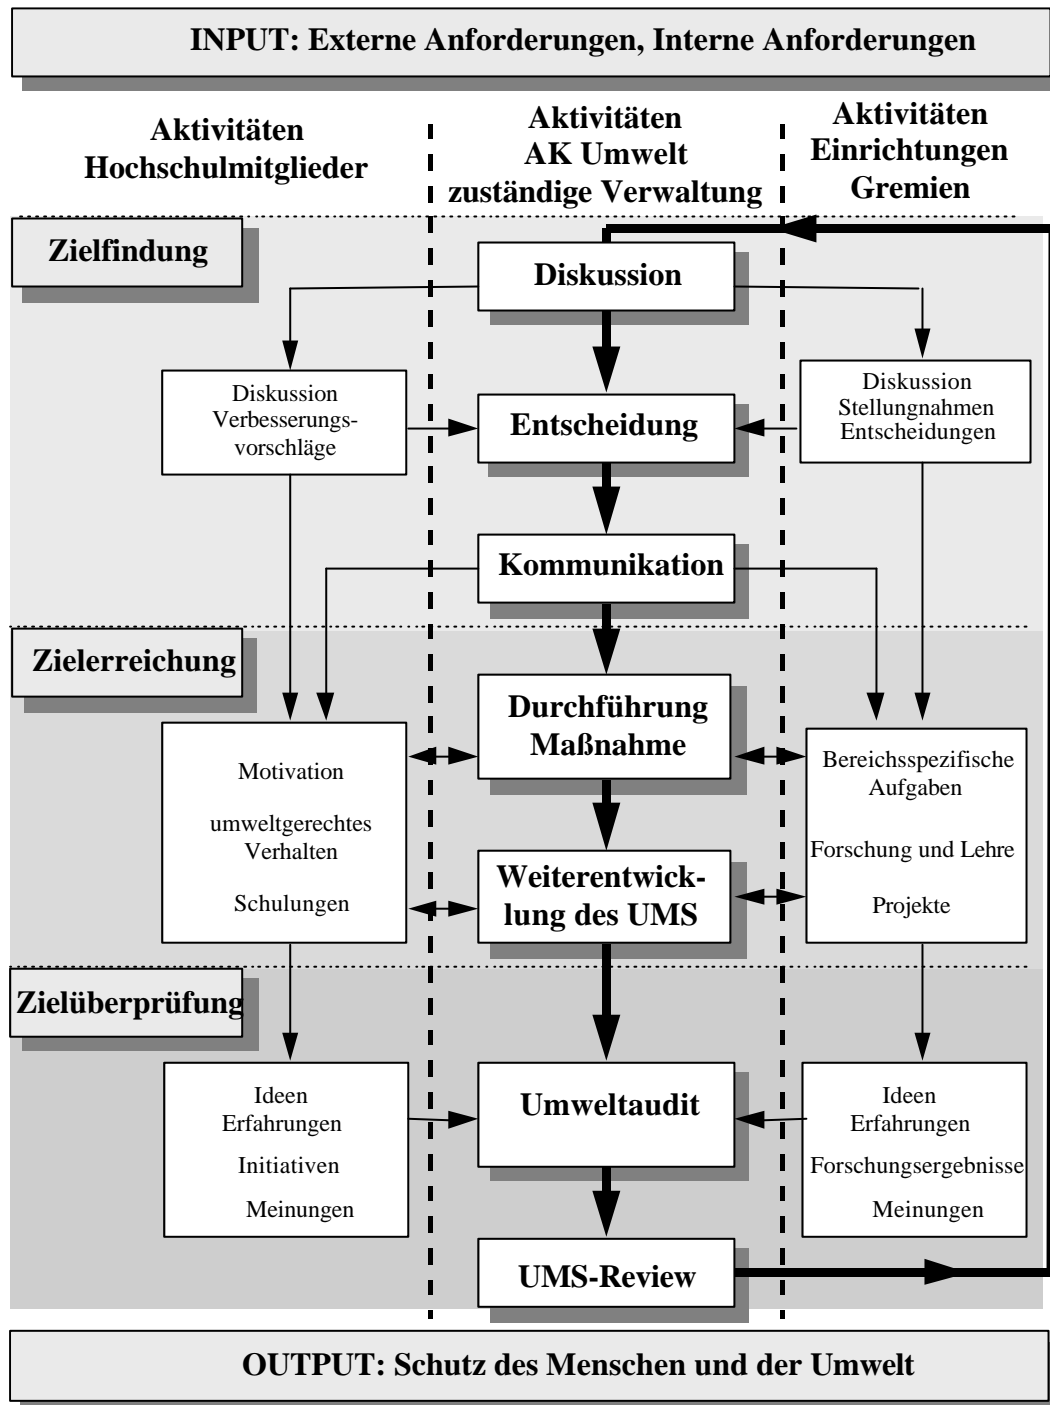 INPUT: Externe Anforderungen, Interne Anforderungen
Aktivitäten
Hochschulmitglieder
Aktivitäten
AK Umwelt
zuständige Verwaltung
Aktivitäten
Einrichtungen
Gremien
Zielfindung
Diskussion
Diskussion
Verbesserungs-
vorschläge
Entscheidung
Diskussion
Stellungnahmen
Entscheidungen
Kommunikation
Zielerreichung
Durchführung
Maßnahme
Motivation
umweltgerechtes
Verhalten
Schulungen
Weiterentwick-
lung des UMS
Bereichsspezifische
Aufgaben
Forschung und Lehre
Projekte
Zielüberprüfung
Ideen
Erfahrungen
Initiativen
Meinungen
Umweltaudit
Ideen
Erfahrungen
Forschungsergebnisse
Meinungen
UMS-Review
OUTPUT: Schutz des Menschen und der Umwelt